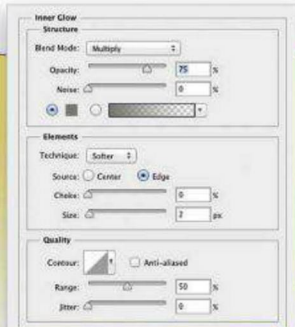 Inner Glow
Structure
Blend Mode: Multiply
Opacity: 75 %
Noise: 0 %
Elements
Technique: Softer
Source: Center Edge
Choke: 0 %
Size: 2 px
Quality
Contour: Anti-aliased
Range: 50 %
Jitter: 0 %